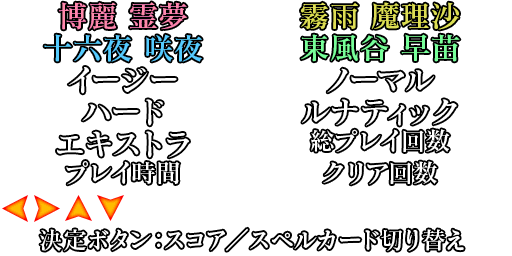 博麗 霊夢 霧雨 魔理沙
十六夜 咲夜 東風谷 早苗
イージー ノーマル
ハード ルナティック
エキストラ 総プレイ回数
プレイ時間 クリア回数
決定ボタン：スコア／スペルカード切り替え